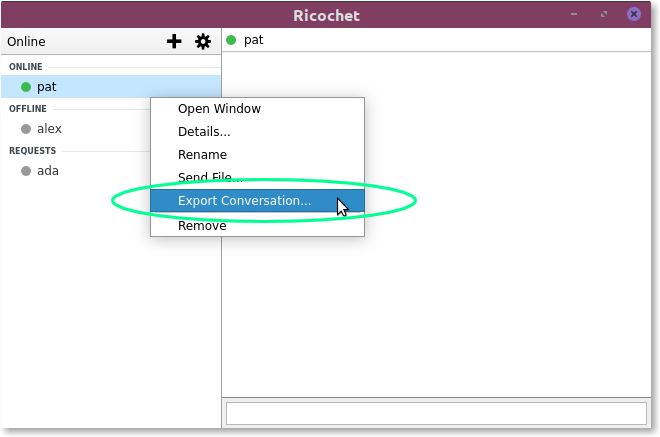 Ricochet
Online
pat
ONLINE
pat
OFFLINE
alex
REQUESTS
ada
Open Window
Details...
Rename
Send File...
Export Conversation...
Remove